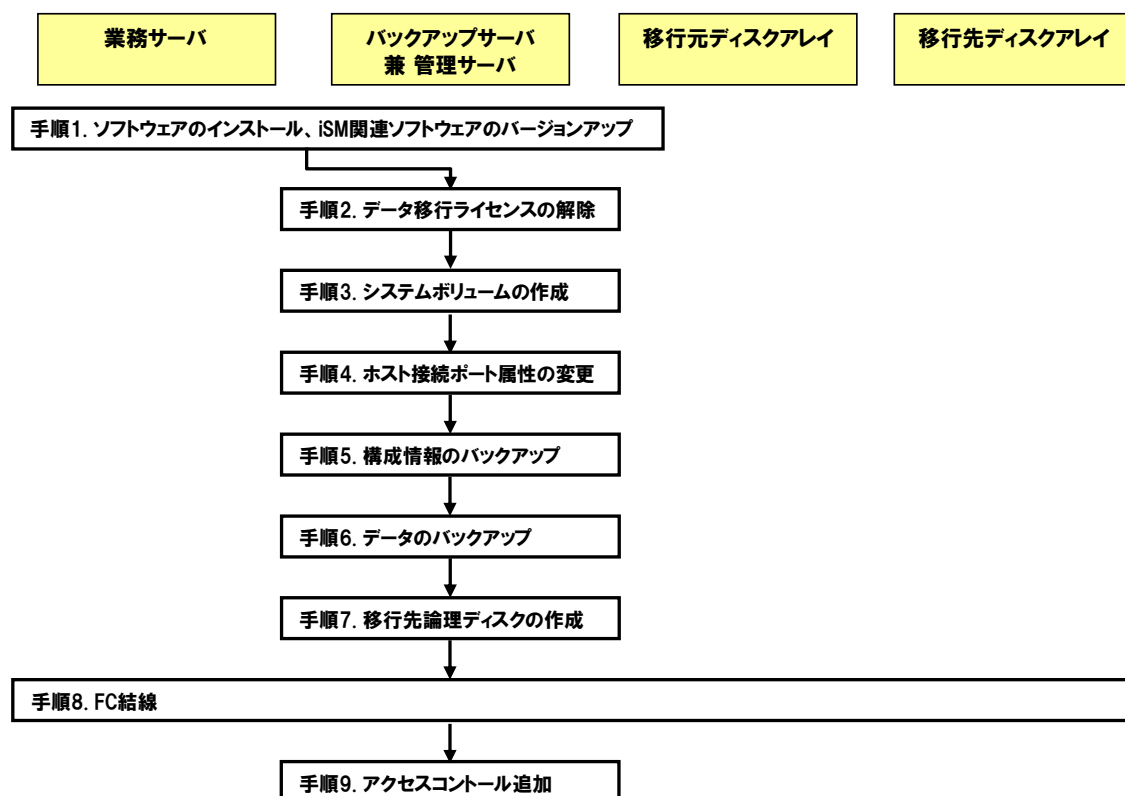 業務サーバ
バックアップサーバ
兼 管理サーバ
移行元ディスクアレイ
移行先ディスクアレイ
手順1. ソフトウェアのインストール、iSM関連ソフトウェアのバージョンアップ
手順2. データ移行ライセンスの解除
手順3. システムボリュームの作成
手順4. ホスト接続ポート属性の変更
手順5. 構成情報のバックアップ
手順6. データのバックアップ
手順7. 移行先論理ディスクの作成
手順8. FC結線
手順9. アクセスコントロール追加